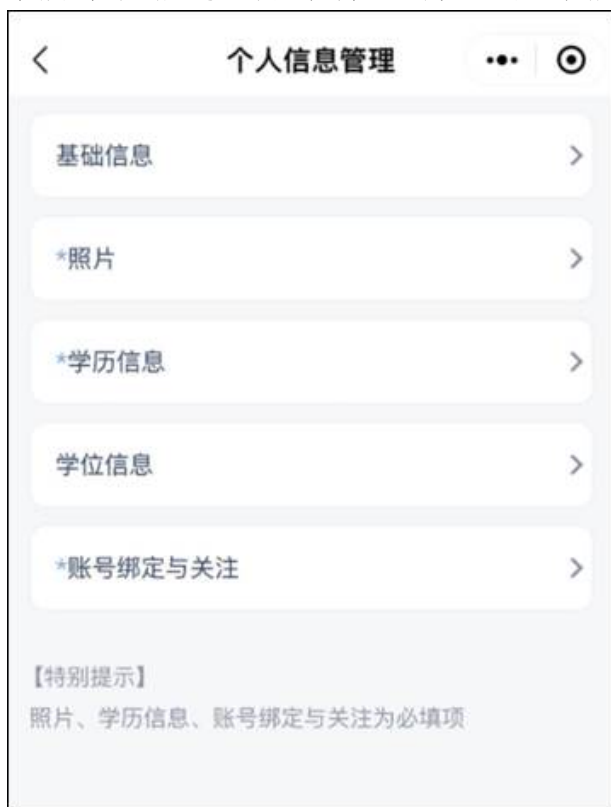 个人信息管理
基础信息
*照片
*学历信息
学位信息
*账号绑定与关注
【特别提示】
照片、学历信息、账号绑定与关注为必填项